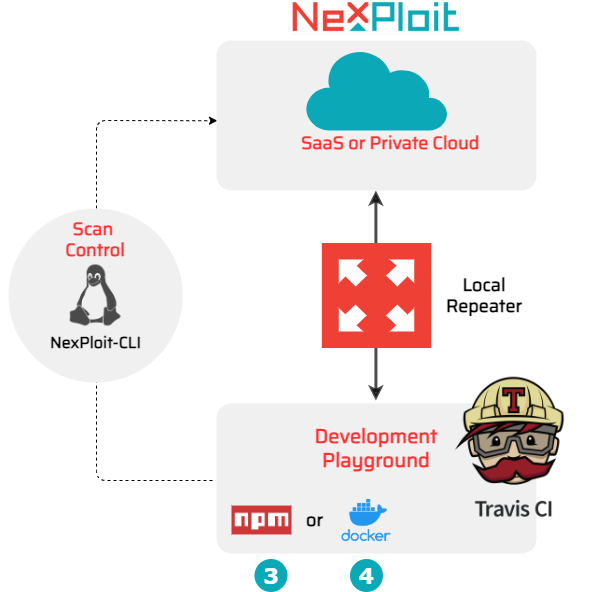 NeXPloit
SaaS or Private Cloud
Scan
Control
NexPloit-CLI
Local
Repeater
Development
Playground
T
Travis CI
npm or docker
3 4